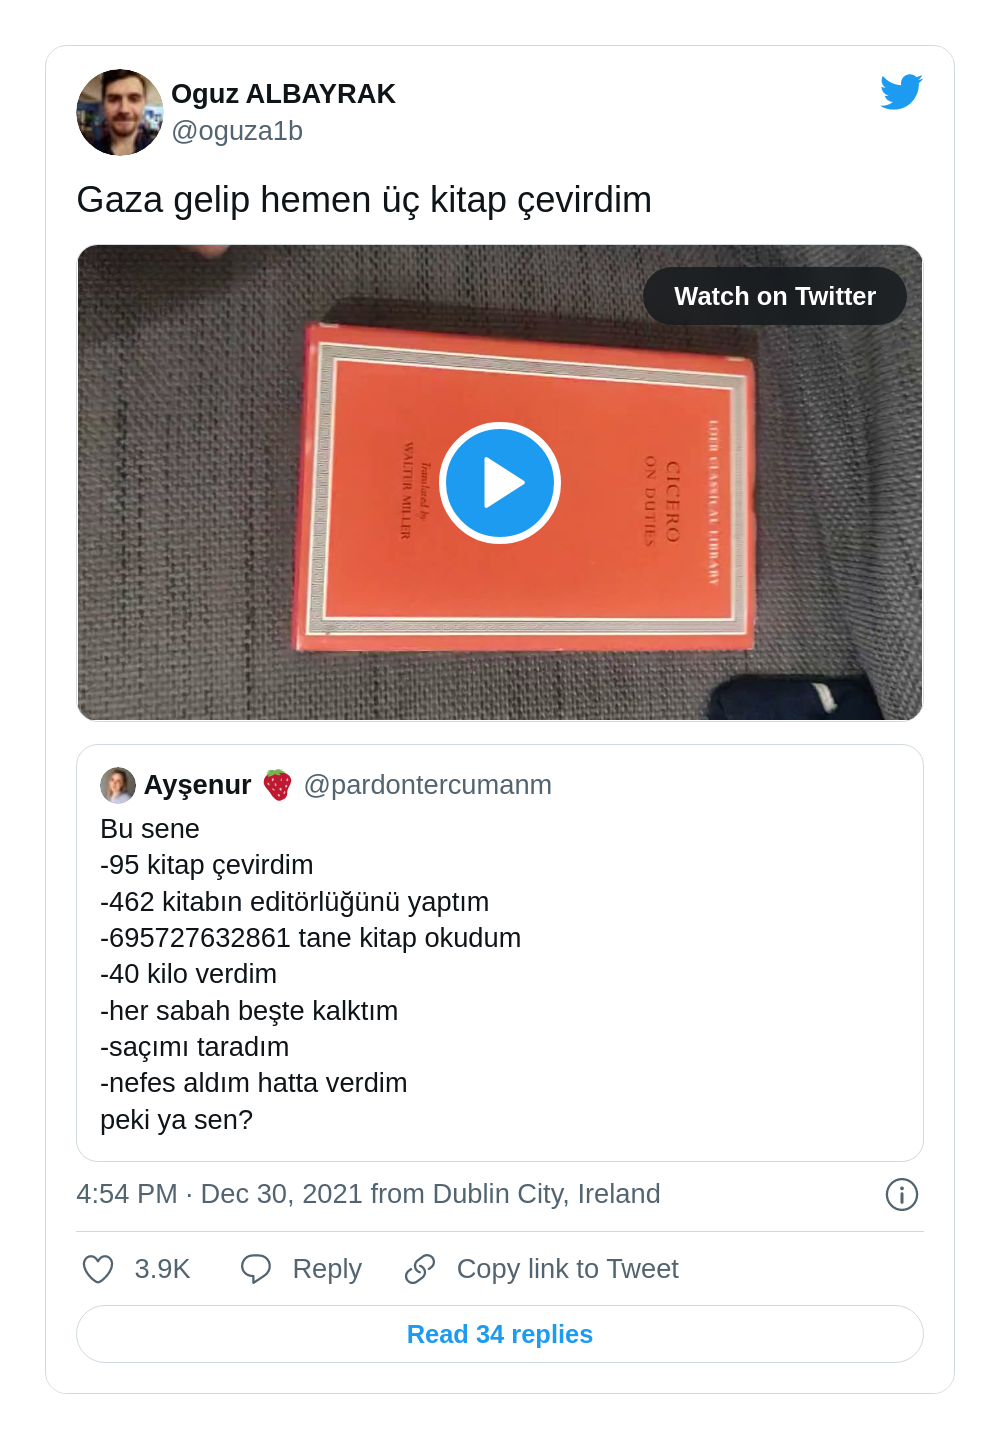 Oguz ALBAYRAK
@oguza1b
Gaza gelip hemen üç kitap çevirdim
Watch on Twitter
LOEB CLASSICAL LIBRARY
CICERO
ON DUTIES
Translated by
WALTER MILLER
Ayşenur 🍓 @pardontercumanm
Bu sene
-95 kitap çevirdim
-462 kitabın editörlüğünü yaptım
-695727632861 tane kitap okudum
-40 kilo verdim
-her sabah beşte kalktım
-saçımı taradım
-nefes aldım hatta verdim
peki ya sen?
4:54 PM · Dec 30, 2021 from Dublin City, Ireland
3.9K Reply Copy link to Tweet
Read 34 replies